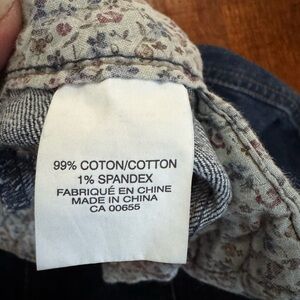 99% COTON/COTTON
1% SPANDEX
FABRIQUÉ EN CHINE
MADE IN CHINA
CA 00655